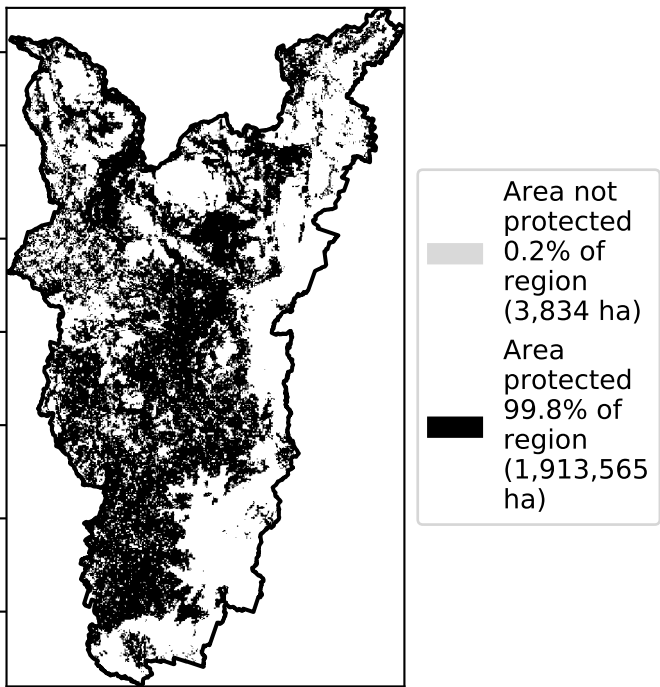 Area not
protected
0.2% of
region
(3,834 ha)
Area
protected
99.8% of
region
(1,913,565
ha)